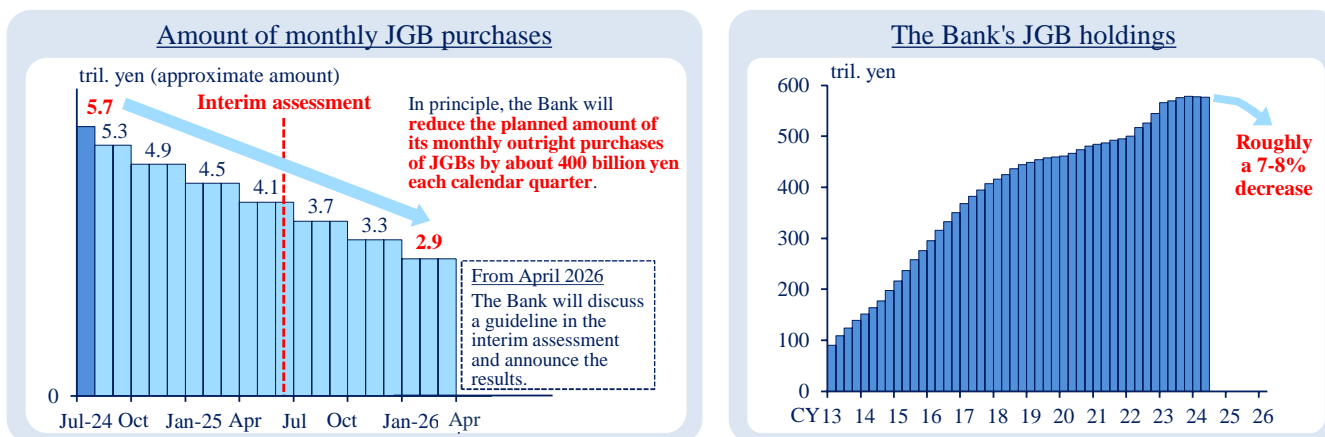 Amount of monthly JGB purchases
tril. yen (approximate amount)
5.7
5.3
4.9
4.5
4.1
3.7
3.3
2.9
Interim assessment
In principle, the Bank will
reduce the planned amount of
its monthly outright purchases
of JGBs by about 400 billion yen
each calendar quarter.
From April 2026
The Bank will discuss
a guideline in the
interim assessment
and announce the
results.
0
Jul-24 Oct Jan-25 Apr Jul Oct Jan-26 Apr
The Bank's JGB holdings
tril. yen
600
500
400
300
200
100
0
Roughly
a 7-8%
decrease
CY13 14 15 16 17 18 19 20 21 22 23 24 25 26